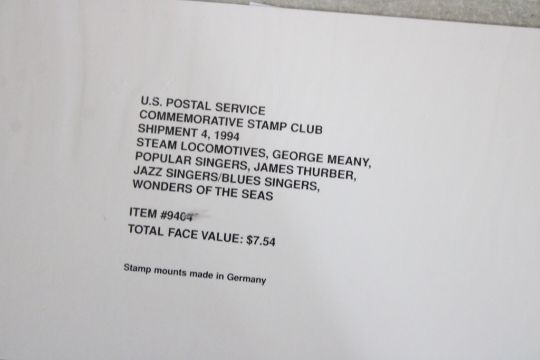 U.S. POSTAL SERVICE
COMMEMORATIVE STAMP CLUB
SHIPMENT 4, 1994
STEAM LOCOMOTIVES, GEORGE MEANY,
POPULAR SINGERS, JAMES THURBER,
JAZZ SINGERS/BLUES SINGERS,
WONDERS OF THE SEAS
ITEM #9404
TOTAL FACE VALUE: $7.54
Stamp mounts made in Germany